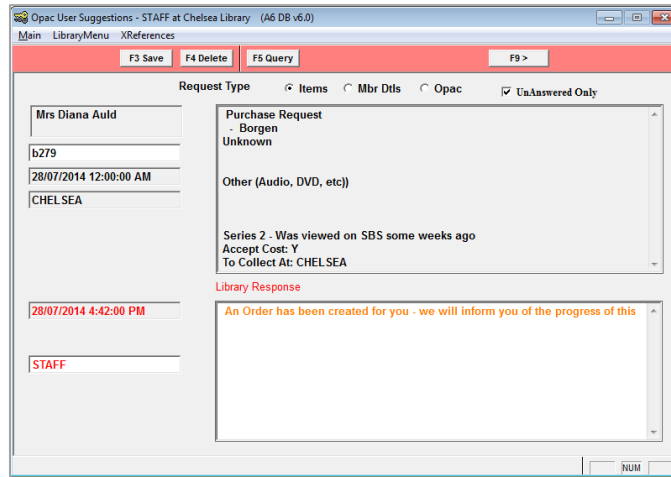 Opac User Suggestions - STAFF at Chelsea Library (A6 DB v6.0)
Main LibraryMenu XReferences
F3 Save F4 Delete F5 Query F9 >
Request Type Items Mbr Dtls Opac UnAnswered Only
Mrs Diana Auld
b279
28/07/2014 12:00:00 AM
CHELSEA
Purchase Request
- Borgen
Unknown
Other (Audio, DVD, etc))
Series 2 - Was viewed on SBS some weeks ago
Accept Cost: Y
To Collect At: CHELSEA
Library Response
28/07/2014 4:42:00 PM
STAFF
An Order has been created for you - we will inform you of the progress of this
NUM